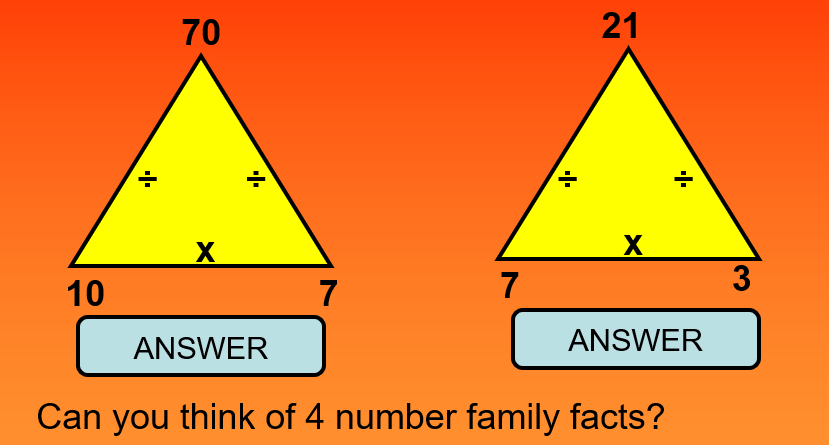 70
21
÷ ÷
÷ ÷
x
x
10 7
7 3
ANSWER
ANSWER
Can you think of 4 number family facts?